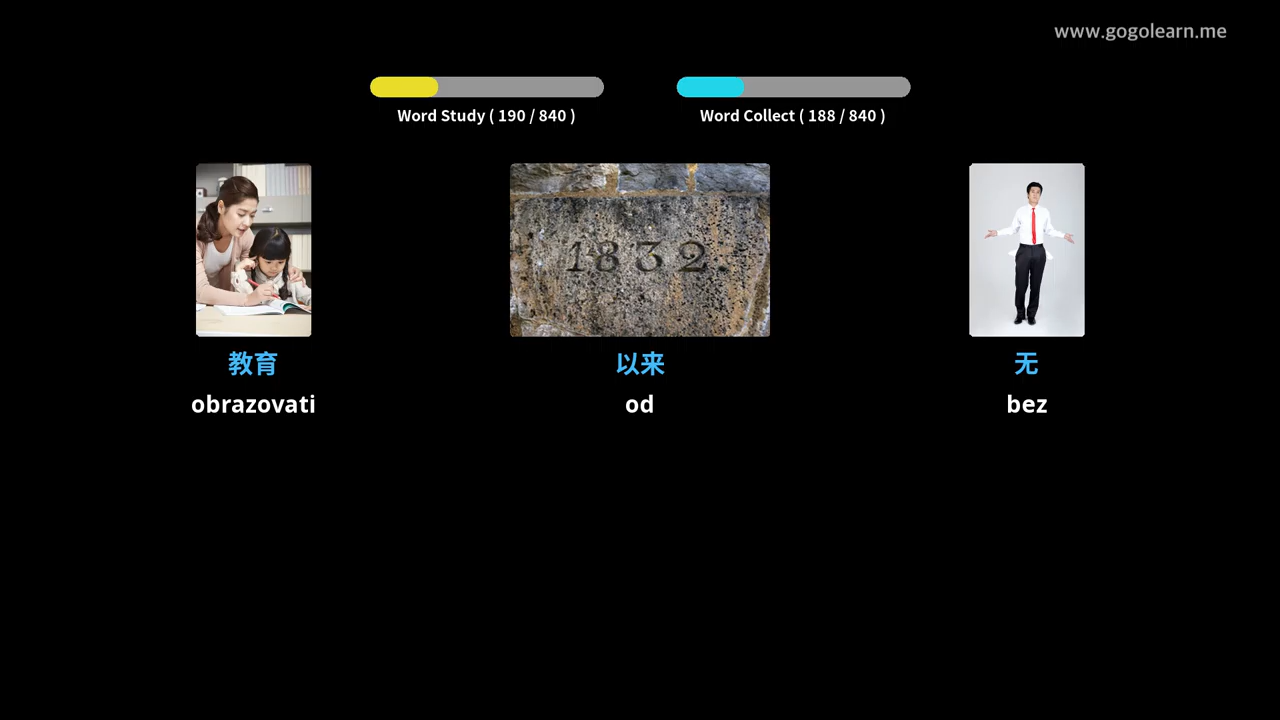 www.gogolearn.me
Word Study ( 190 / 840 )
Word Collect ( 188 / 840 )
1832.
教育
以来
无
obrazovati
od
bez